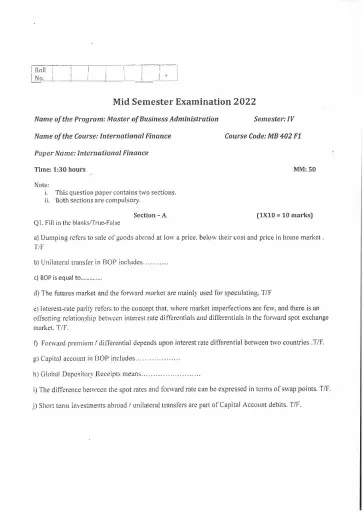 Roll
No.
Mid Semester Examination 2022
Name of the Program: Master of Business Administration Semester: IV
Name of the Course: International Finance Course Code: MB 402 F1
Paper Name: International Finance
Time: 1:30 hours MM: 50
Note:
i. This question paper contains two sections.
ii. Both sections are compulsory.
Section – A (1X10 = 10 marks)
Q1. Fill in the blanks/True-False
a) Dumping refers to sale of goods abroad at low a price, below their cost and price in home market .
T/F
b) Unilateral transfer in BOP includes...........
c) BOP is equal to............
d) The futures market and the forward market are mainly used for speculating. T/F
e) Interest-rate parity refers to the concept that, where market imperfections are few, and there is an
offsetting relationship between interest rate differentials and differentials in the forward spot exchange
market. T/F.
f) Forward premium / differential depends upon interest rate differential between two countries .T/F.
g) Capital account in BOP includes...................
h) Global Depository Receipts means.........................
i) The difference between the spot rates and forward rate can be expressed in terms of swap points. T/F.
j) Short term investments abroad / unilateral transfers are part of Capital Account debits. T/F.